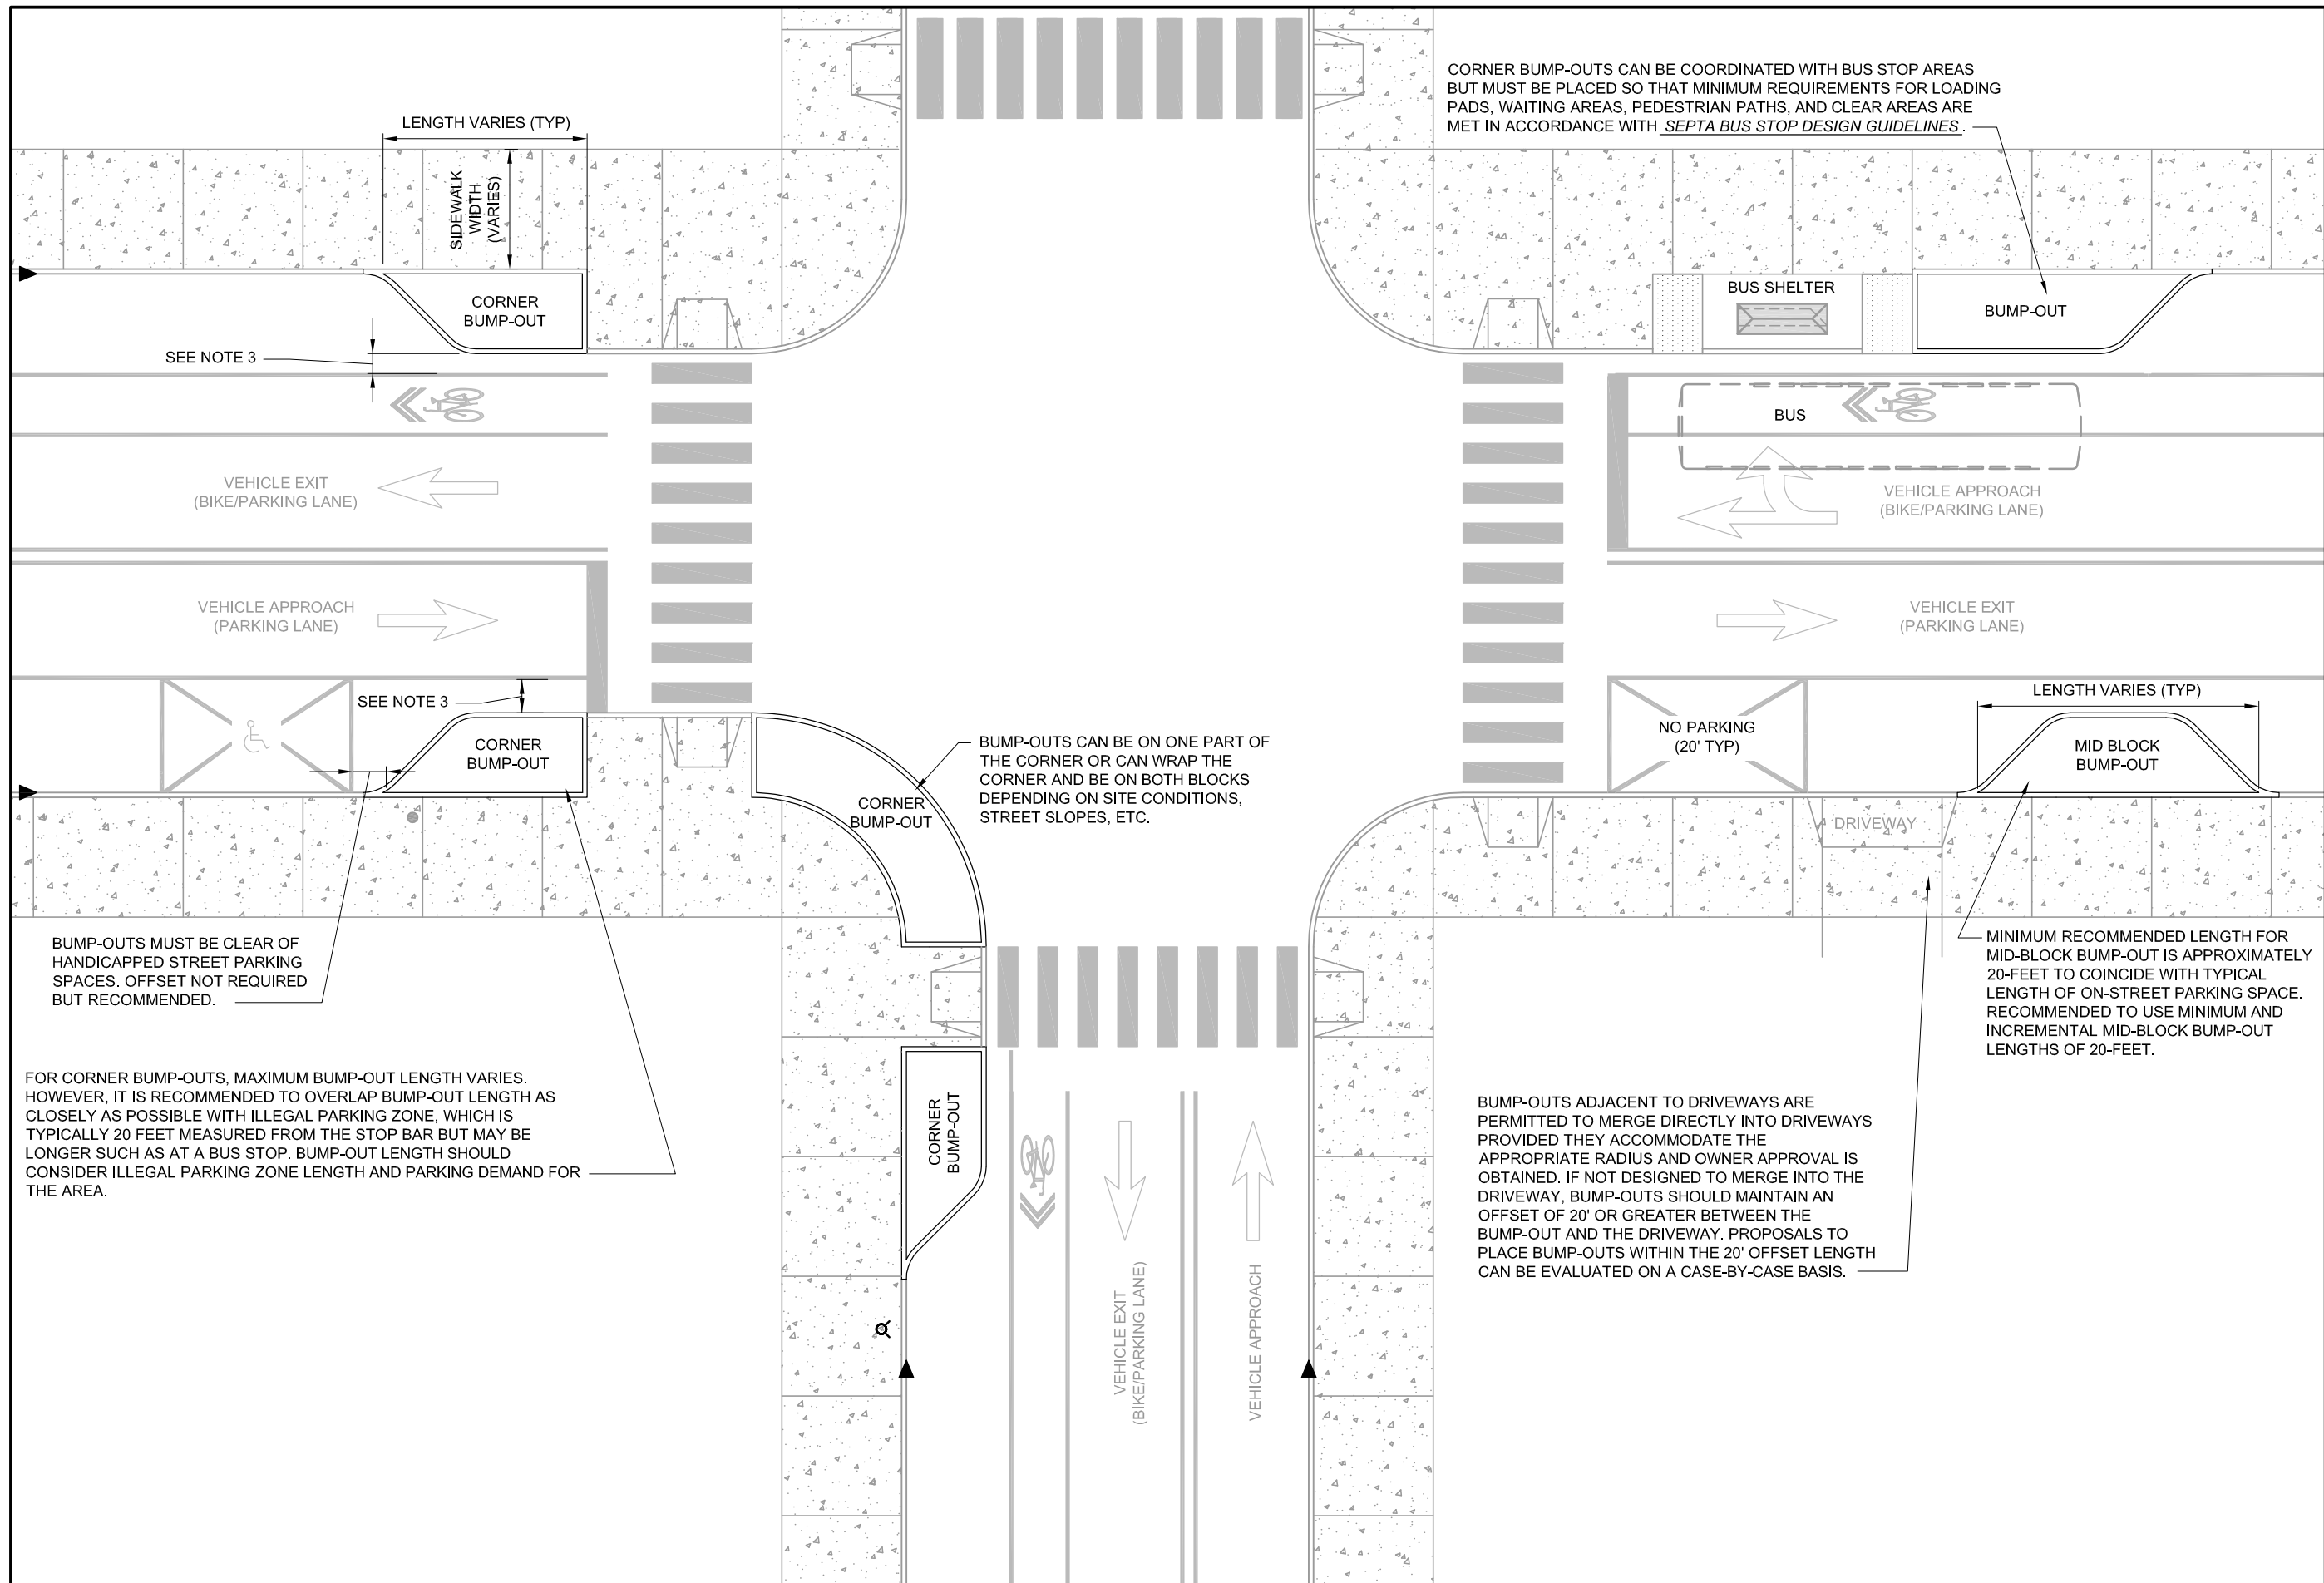 CORNER BUMP-OUTS CAN BE COORDINATED WITH BUS STOP AREAS
BUT MUST BE PLACED SO THAT MINIMUM REQUIREMENTS FOR LOADING
PADS, WAITING AREAS, PEDESTRIAN PATHS, AND CLEAR AREAS ARE
MET IN ACCORDANCE WITH SEPTA BUS STOP DESIGN GUIDELINES.
LENGTH VARIES (TYP)
SIDEWALK
WIDTH
(VARIES)
CORNER
BUMP-OUT
SEE NOTE 3
BUS SHELTER
BUMP-OUT
BUS
VEHICLE EXIT
(BIKE/PARKING LANE)
VEHICLE APPROACH
(BIKE/PARKING LANE)
VEHICLE APPROACH
(PARKING LANE)
VEHICLE EXIT
(PARKING LANE)
SEE NOTE 3
CORNER
BUMP-OUT
CORNER
BUMP-OUT
BUMP-OUTS CAN BE ON ONE PART OF
THE CORNER OR CAN WRAP THE
CORNER AND BE ON BOTH BLOCKS
DEPENDING ON SITE CONDITIONS,
STREET SLOPES, ETC.
NO PARKING
(20' TYP)
LENGTH VARIES (TYP)
MID BLOCK
BUMP-OUT
DRIVEWAY
BUMP-OUTS MUST BE CLEAR OF
HANDICAPPED STREET PARKING
SPACES. OFFSET NOT REQUIRED
BUT RECOMMENDED.
MINIMUM RECOMMENDED LENGTH FOR
MID-BLOCK BUMP-OUT IS APPROXIMATELY
20-FEET TO COINCIDE WITH TYPICAL
LENGTH OF ON-STREET PARKING SPACE.
RECOMMENDED TO USE MINIMUM AND
INCREMENTAL MID-BLOCK BUMP-OUT
LENGTHS OF 20-FEET.
FOR CORNER BUMP-OUTS, MAXIMUM BUMP-OUT LENGTH VARIES.
HOWEVER, IT IS RECOMMENDED TO OVERLAP BUMP-OUT LENGTH AS
CLOSELY AS POSSIBLE WITH ILLEGAL PARKING ZONE, WHICH IS
TYPICALLY 20 FEET MEASURED FROM THE STOP BAR BUT MAY BE
LONGER SUCH AS AT A BUS STOP. BUMP-OUT LENGTH SHOULD
CONSIDER ILLEGAL PARKING ZONE LENGTH AND PARKING DEMAND FOR
THE AREA.
CORNER
BUMP-OUT
BUMP-OUTS ADJACENT TO DRIVEWAYS ARE
PERMITTED TO MERGE DIRECTLY INTO DRIVEWAYS
PROVIDED THEY ACCOMMODATE THE
APPROPRIATE RADIUS AND OWNER APPROVAL IS
OBTAINED. IF NOT DESIGNED TO MERGE INTO THE
DRIVEWAY, BUMP-OUTS SHOULD MAINTAIN AN
OFFSET OF 20' OR GREATER BETWEEN THE
BUMP-OUT AND THE DRIVEWAY. PROPOSALS TO
PLACE BUMP-OUTS WITHIN THE 20' OFFSET LENGTH
CAN BE EVALUATED ON A CASE-BY-CASE BASIS.
VEHICLE EXIT
(BIKE/PARKING LANE)
VEHICLE APPROACH